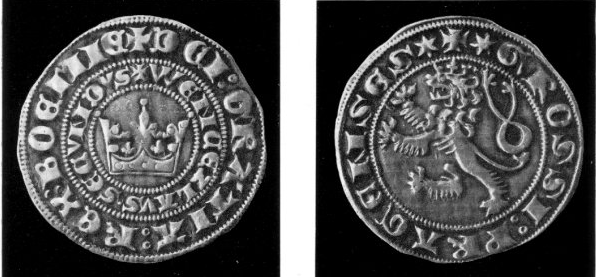 +DEI:GRATIA:REX:BOEMIE
*WENCEZLAVS:SECVNDVS
*+*GROSSI:PRAGENSES